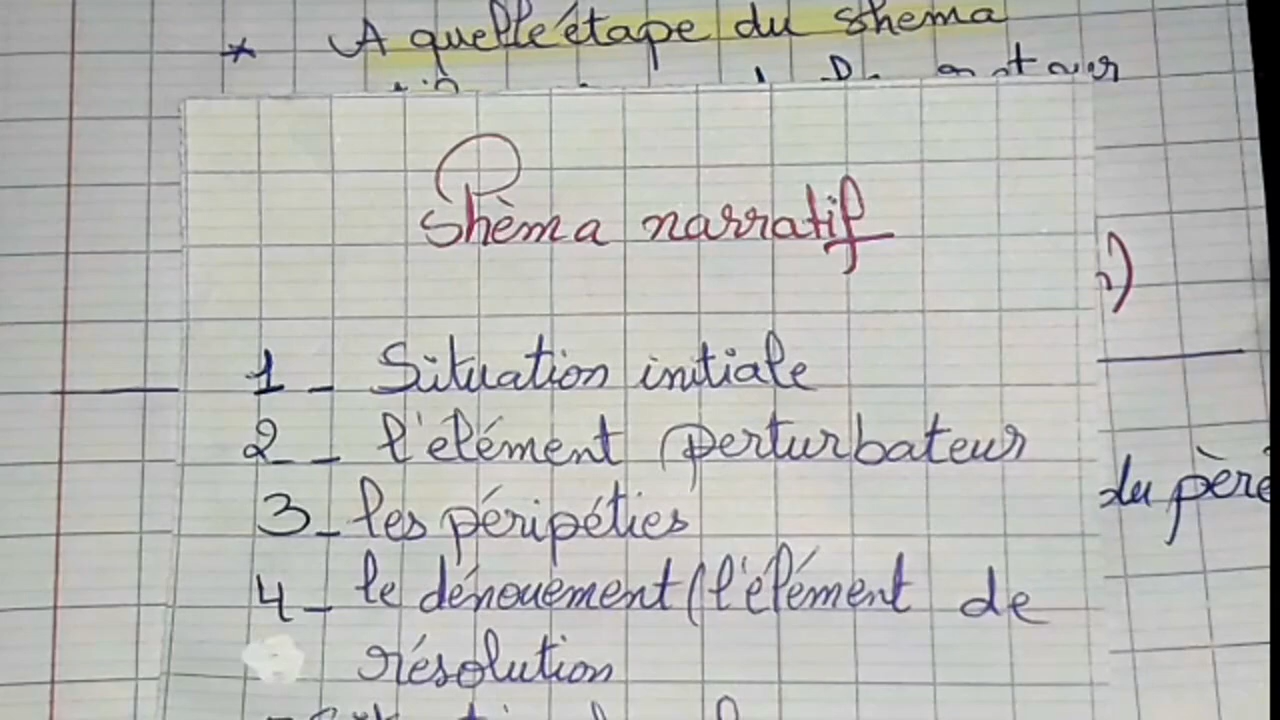 * A quelle étape du shema
Shèma narratif
1 - Situation initiale
2 - l'elément perturbateur
3 - les péripéties
du père
4 - le dénouement (l'élément de
résolution